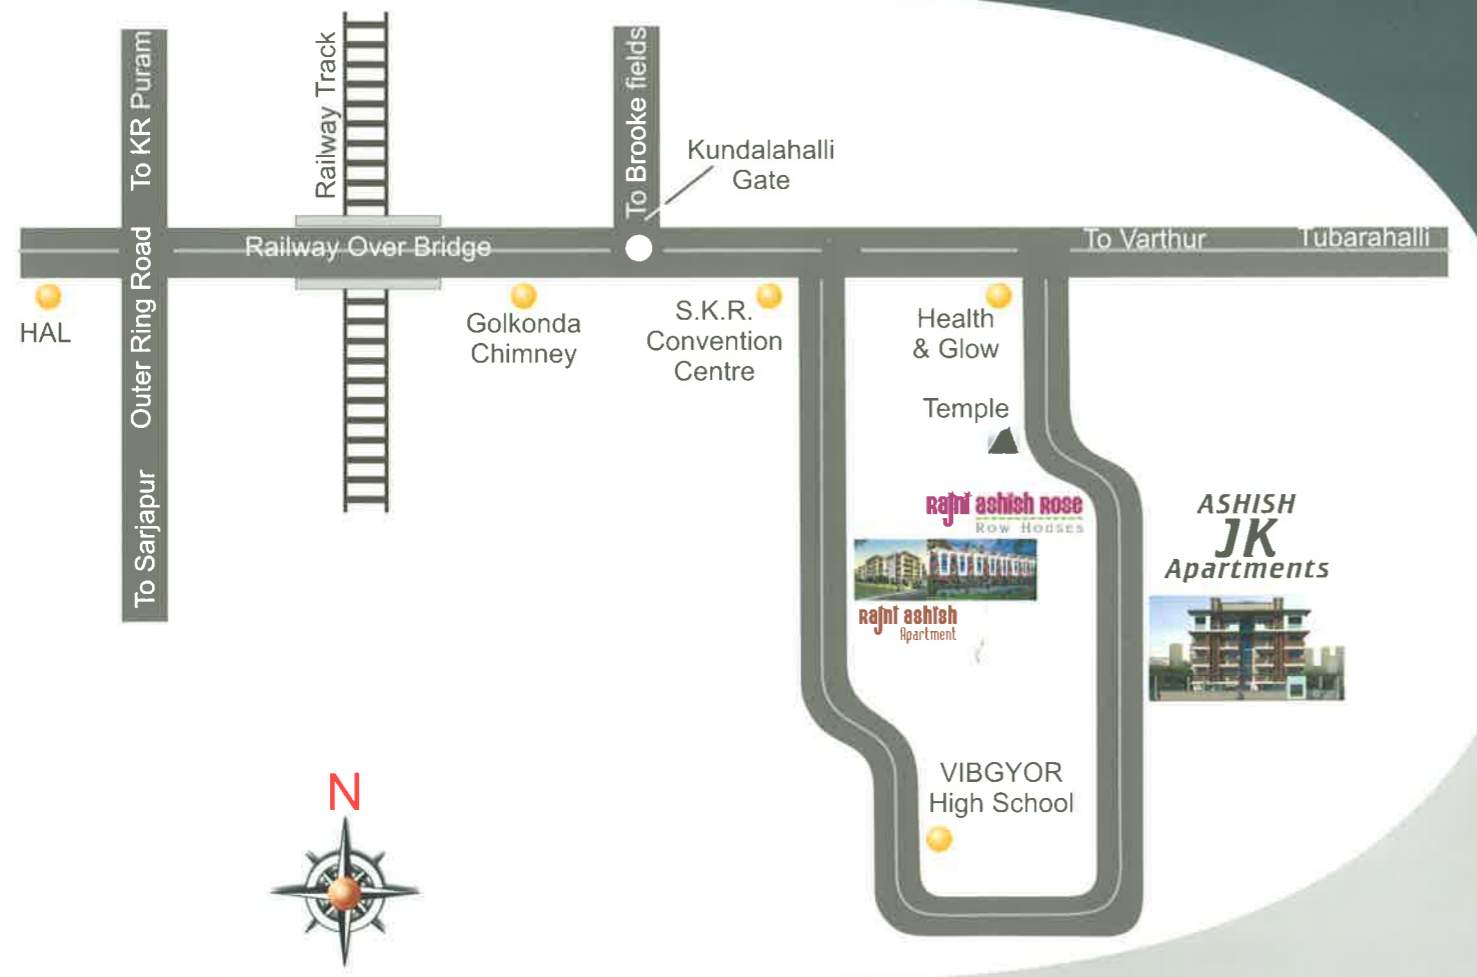 To KR Puram
Outer Ring Road
To Sarjapur
Railway Track
To Brooke fields
Kundalahalli
Gate
Railway Over Bridge
To Varthur
Tubarahalli
HAL
Golkonda
Chimney
S.K.R.
Convention
Centre
Health
& Glow
Temple
Rajni ashish Rose
Row Houses
Rajni ashish
Apartment
ASHISH
JK
Apartments
VIBGYOR
High School
N